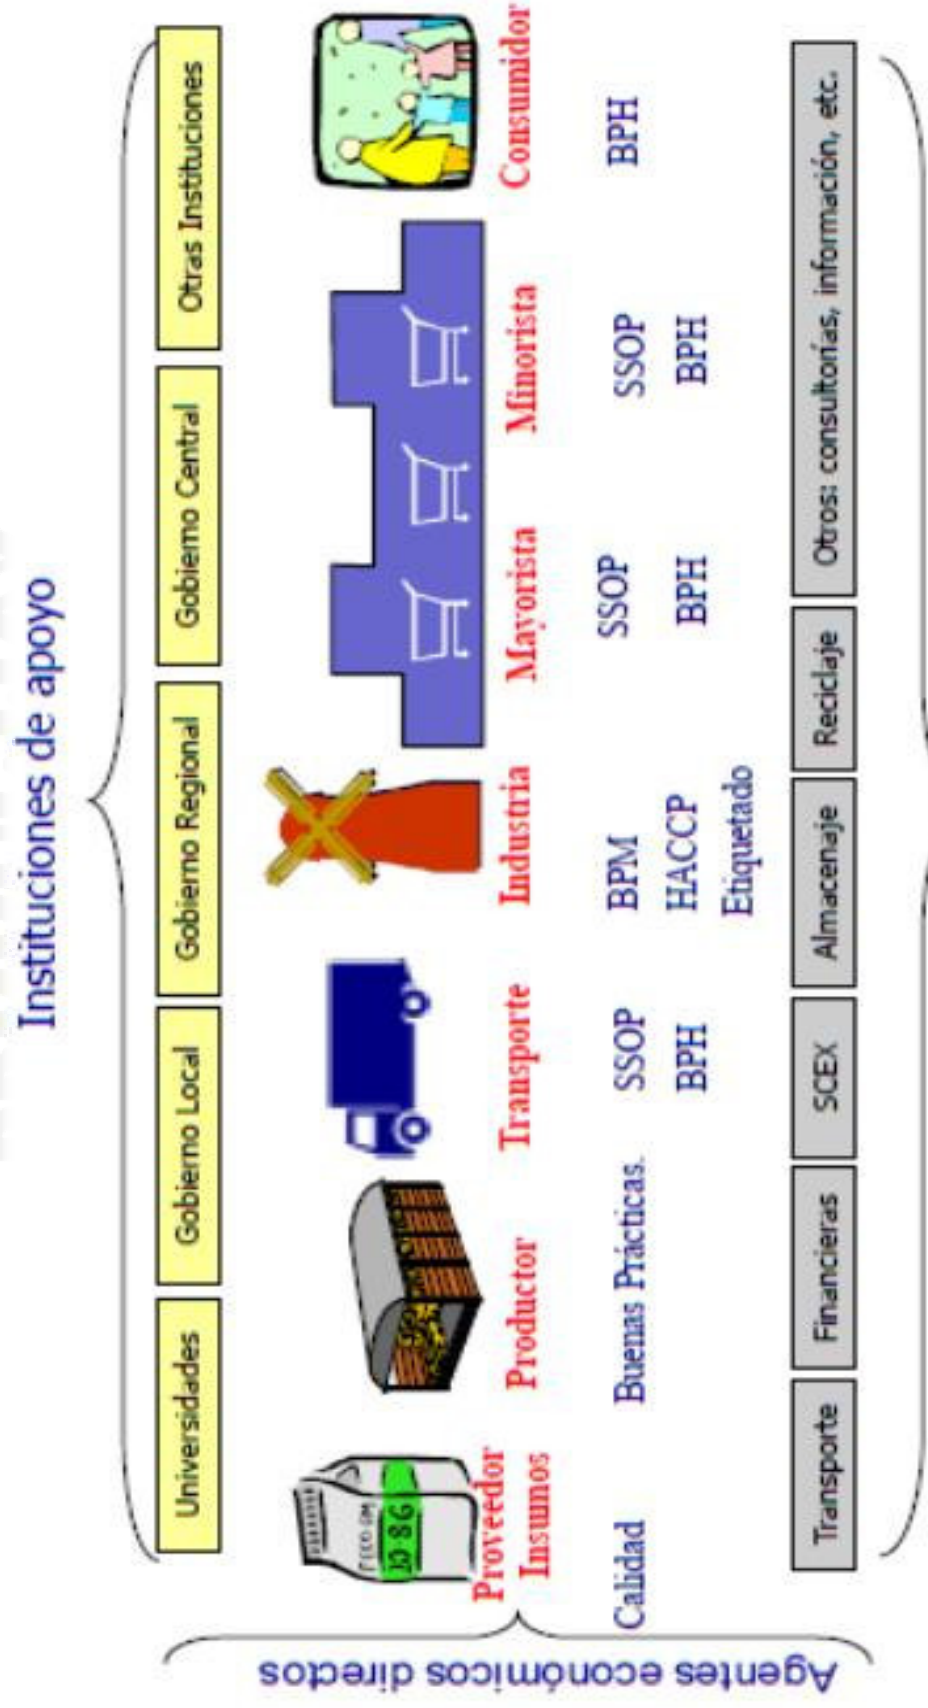 Instituciones de apoyo
Universidades
Gobierno Local
Gobierno Regional
Gobierno Central
Otras Instituciones
Agentes económicos directos
Proveedor
Insumos
Productor
Transporte
Industria
Mayorista
Minorista
Consumidor
Calidad
Buenas Prácticas.
SSOP
BPH
BPM
HACCP
Etiquetado
SSOP
BPH
SSOP
BPH
BPH
Transporte
Financieras
SCEX
Almacenaje
Reciclaje
Otros: consultorías, información, etc.